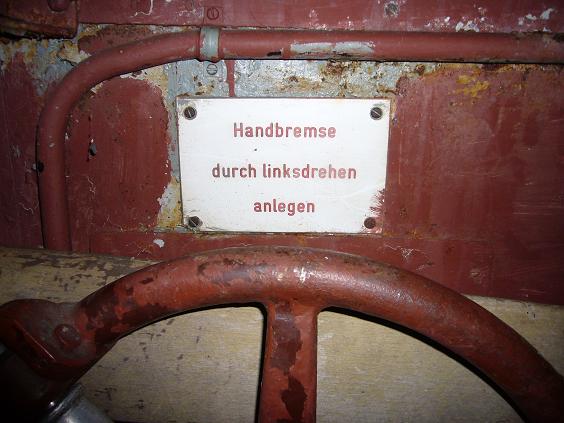 Handbremse
durch linksdrehen
anlegen